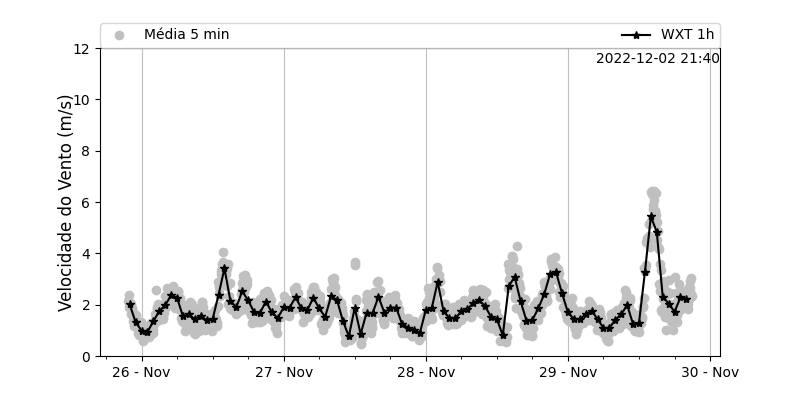 Média 5 min
WXT 1h
2022-12-02 21:40
Velocidade do Vento (m/s)
12
10
8
6
4
2
0
26 - Nov
27 - Nov
28 - Nov
29 - Nov
30 - Nov